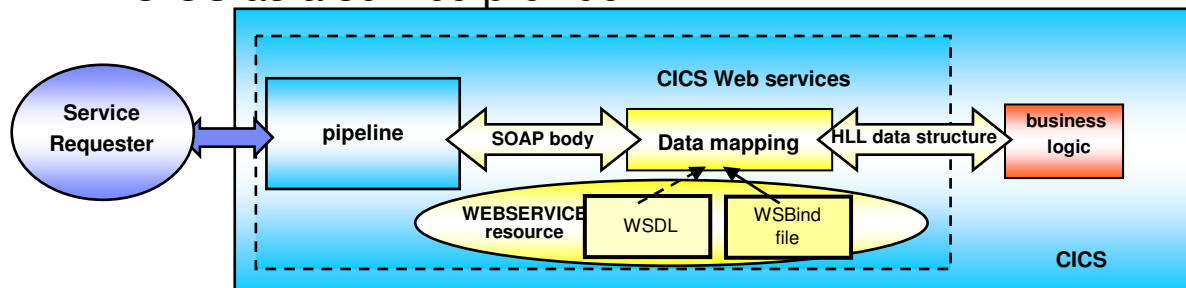 CICS Web services
Service
Requester
pipeline
SOAP body
Data mapping
HLL data structure
business
logic
WEBSERVICE
resource
WSDL
WSBind
file
CICS